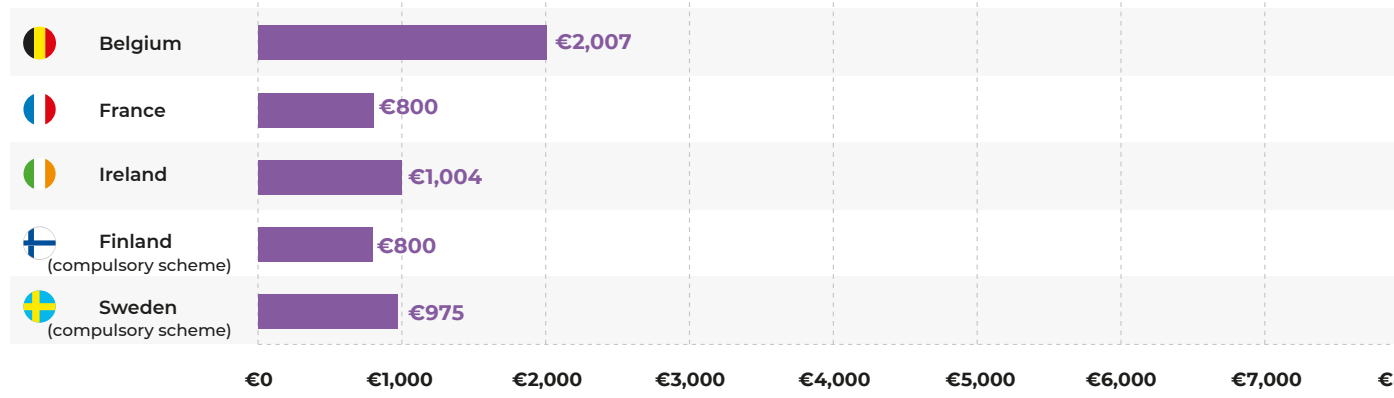 Belgium
€2,007
France
€800
Ireland
€1,004
Finland
(compulsory scheme)
€800
Sweden
(compulsory scheme)
€975
€0 €1,000 €2,000 €3,000 €4,000 €5,000 €6,000 €7,000 €